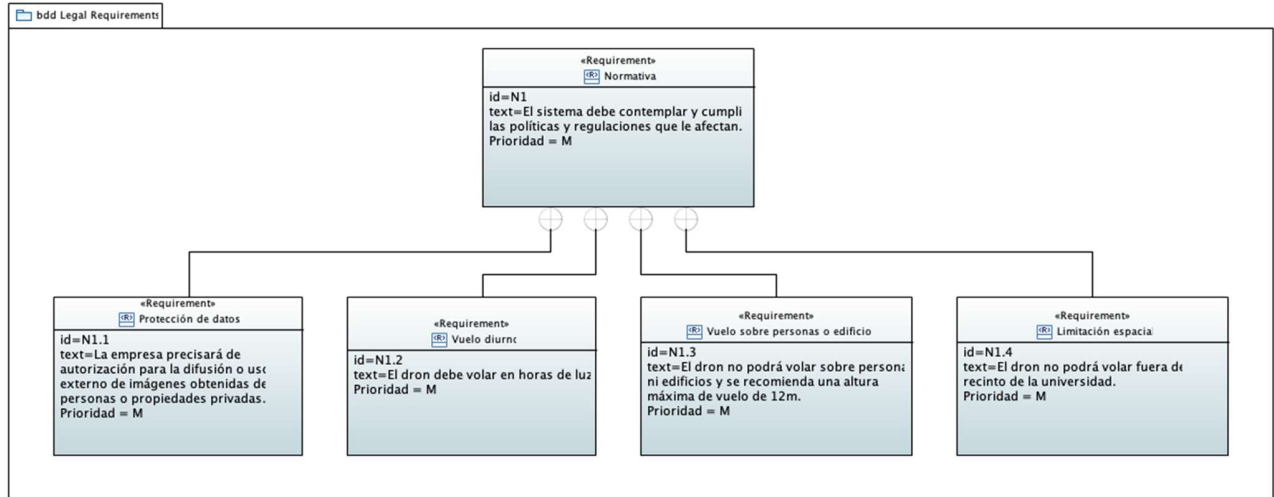 bdd Legal Requirements
«Requirement»
Normativa
id=N1
text=El sistema debe contemplar y cumpli
las políticas y regulaciones que le afectan.
Prioridad = M
«Requirement»
Protección de datos
id=N1.1
text=La empresa precisará de
autorización para la difusión o uso
externo de imágenes obtenidas de
personas o propiedades privadas.
Prioridad = M
«Requirement»
Vuelo diurno
id=N1.2
text=El dron debe volar en horas de luz
Prioridad = M
«Requirement»
Vuelo sobre personas o edificio
id=N1.3
text=El dron no podrá volar sobre persona
ni edificios y se recomienda una altura
máxima de vuelo de 12m.
Prioridad = M
«Requirement»
Limitación espacial
id=N1.4
text=El dron no podrá volar fuera de
recinto de la universidad.
Prioridad = M